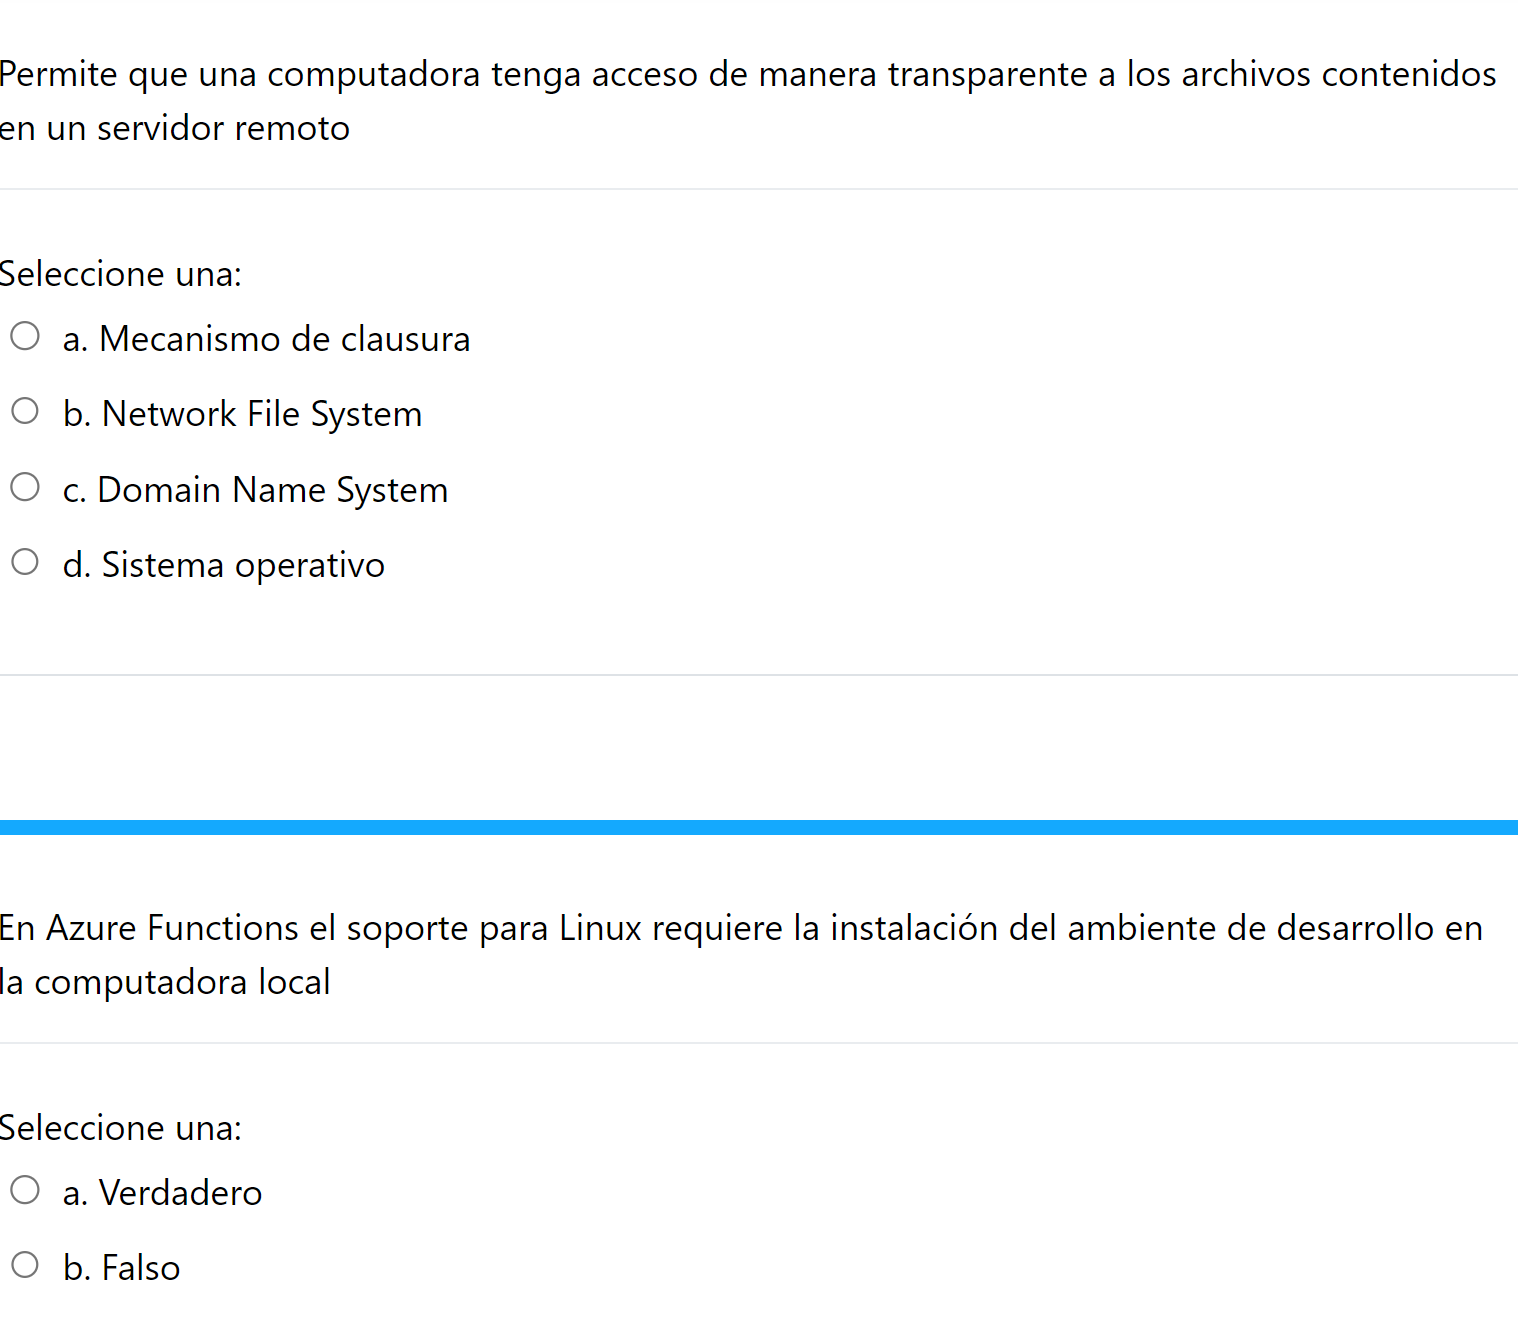 Permite que una computadora tenga acceso de manera transparente a los archivos contenidos
en un servidor remoto
Seleccione una:
a. Mecanismo de clausura
b. Network File System
c. Domain Name System
d. Sistema operativo
En Azure Functions el soporte para Linux requiere la instalación del ambiente de desarrollo en
la computadora local
Seleccione una:
a. Verdadero
b. Falso